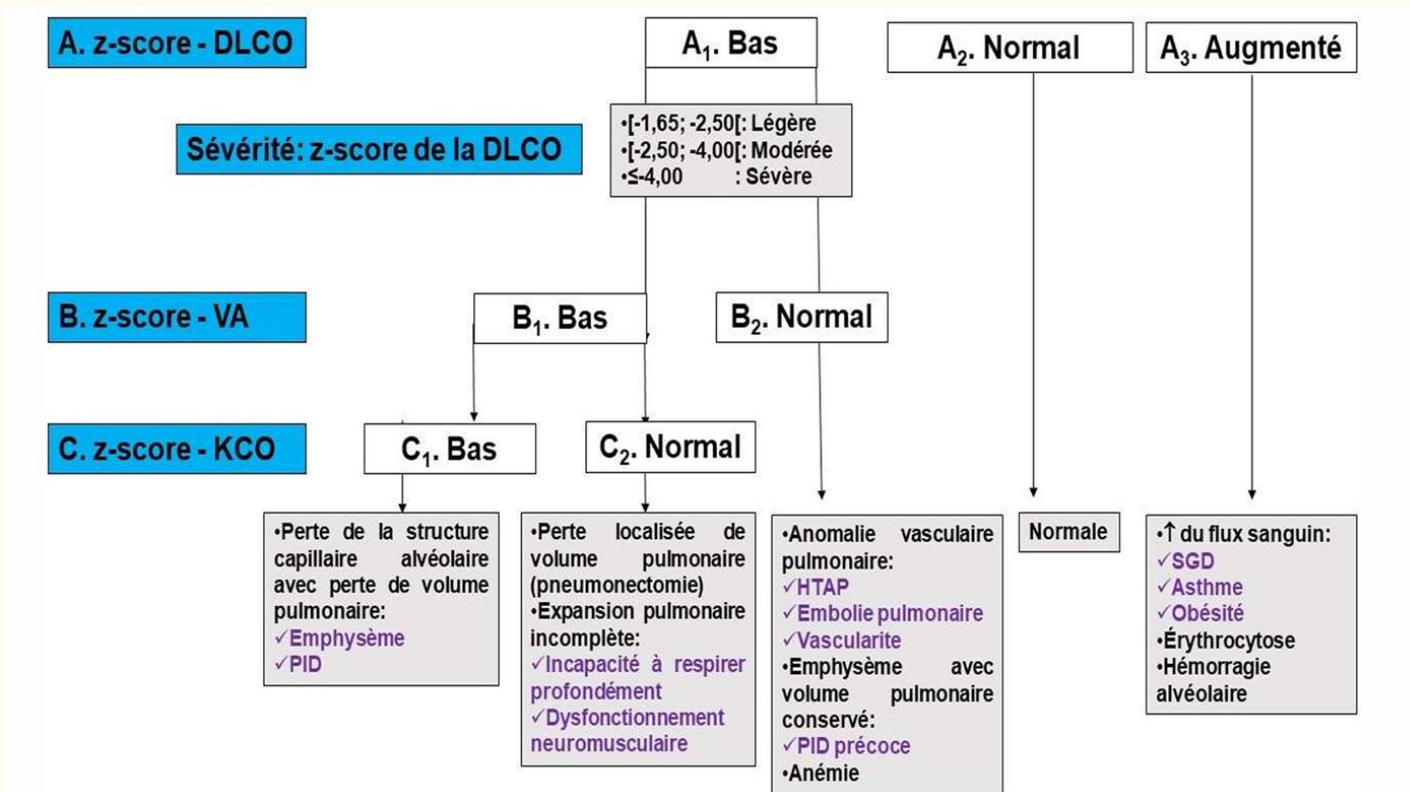 A. z-score - DLCO
A₁. Bas
A₂. Normal
A₃. Augmenté
Sévérité: z-score de la DLCO
•[-1,65; -2,50[: Légère
•[-2,50; -4,00[: Modérée
•≤-4,00 : Sévère
B. z-score - VA
B₁. Bas
B₂. Normal
C. z-score - KCO
C₁. Bas
C₂. Normal
•Perte de la structure
capillaire alvéolaire
avec perte de volume
pulmonaire:
✓Emphysème
✓PID
•Perte localisée de
volume pulmonaire
(pneumonectomie)
•Expansion pulmonaire
incomplète:
✓Incapacité à respirer
profondément
✓Dysfonctionnement
neuromusculaire
•Anomalie vasculaire
pulmonaire:
✓HTAP
✓Embolie pulmonaire
✓Vascularite
•Emphysème avec
volume pulmonaire
conservé:
✓PID précoce
•Anémie
Normale
•↑ du flux sanguin:
✓SGD
✓Asthme
✓Obésité
•Érythrocytose
•Hémorragie
alvéolaire